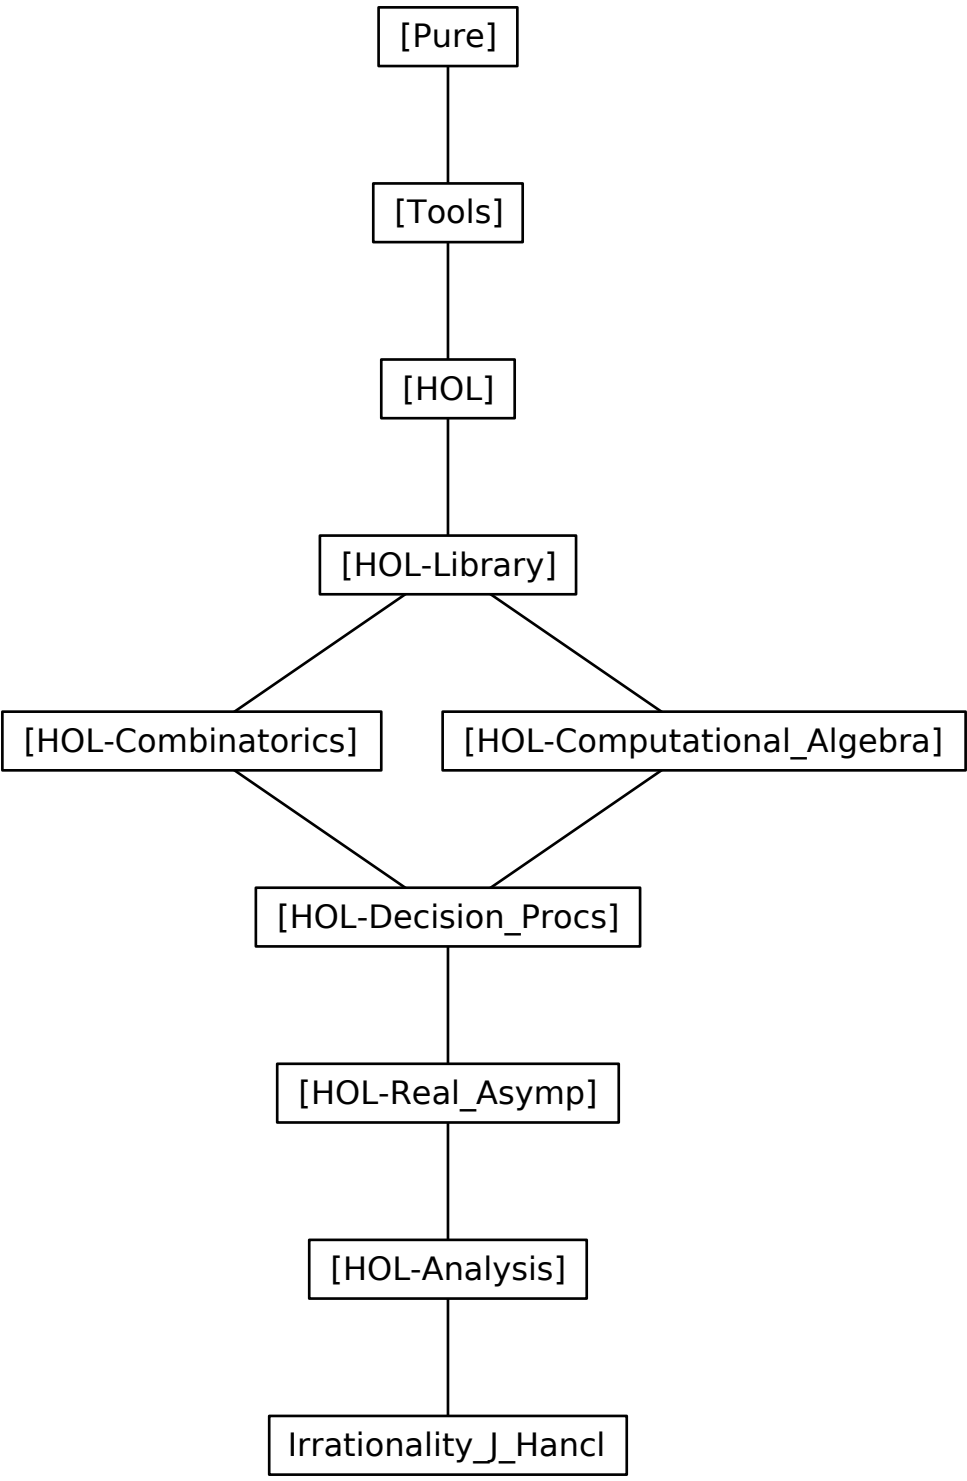 [Pure]
[Tools]
[HOL]
[HOL-Library]
[HOL-Combinatorics]
[HOL-Computational_Algebra]
[HOL-Decision_Procs]
[HOL-Real_Asymp]
[HOL-Analysis]
Irrationality_J_Hancl